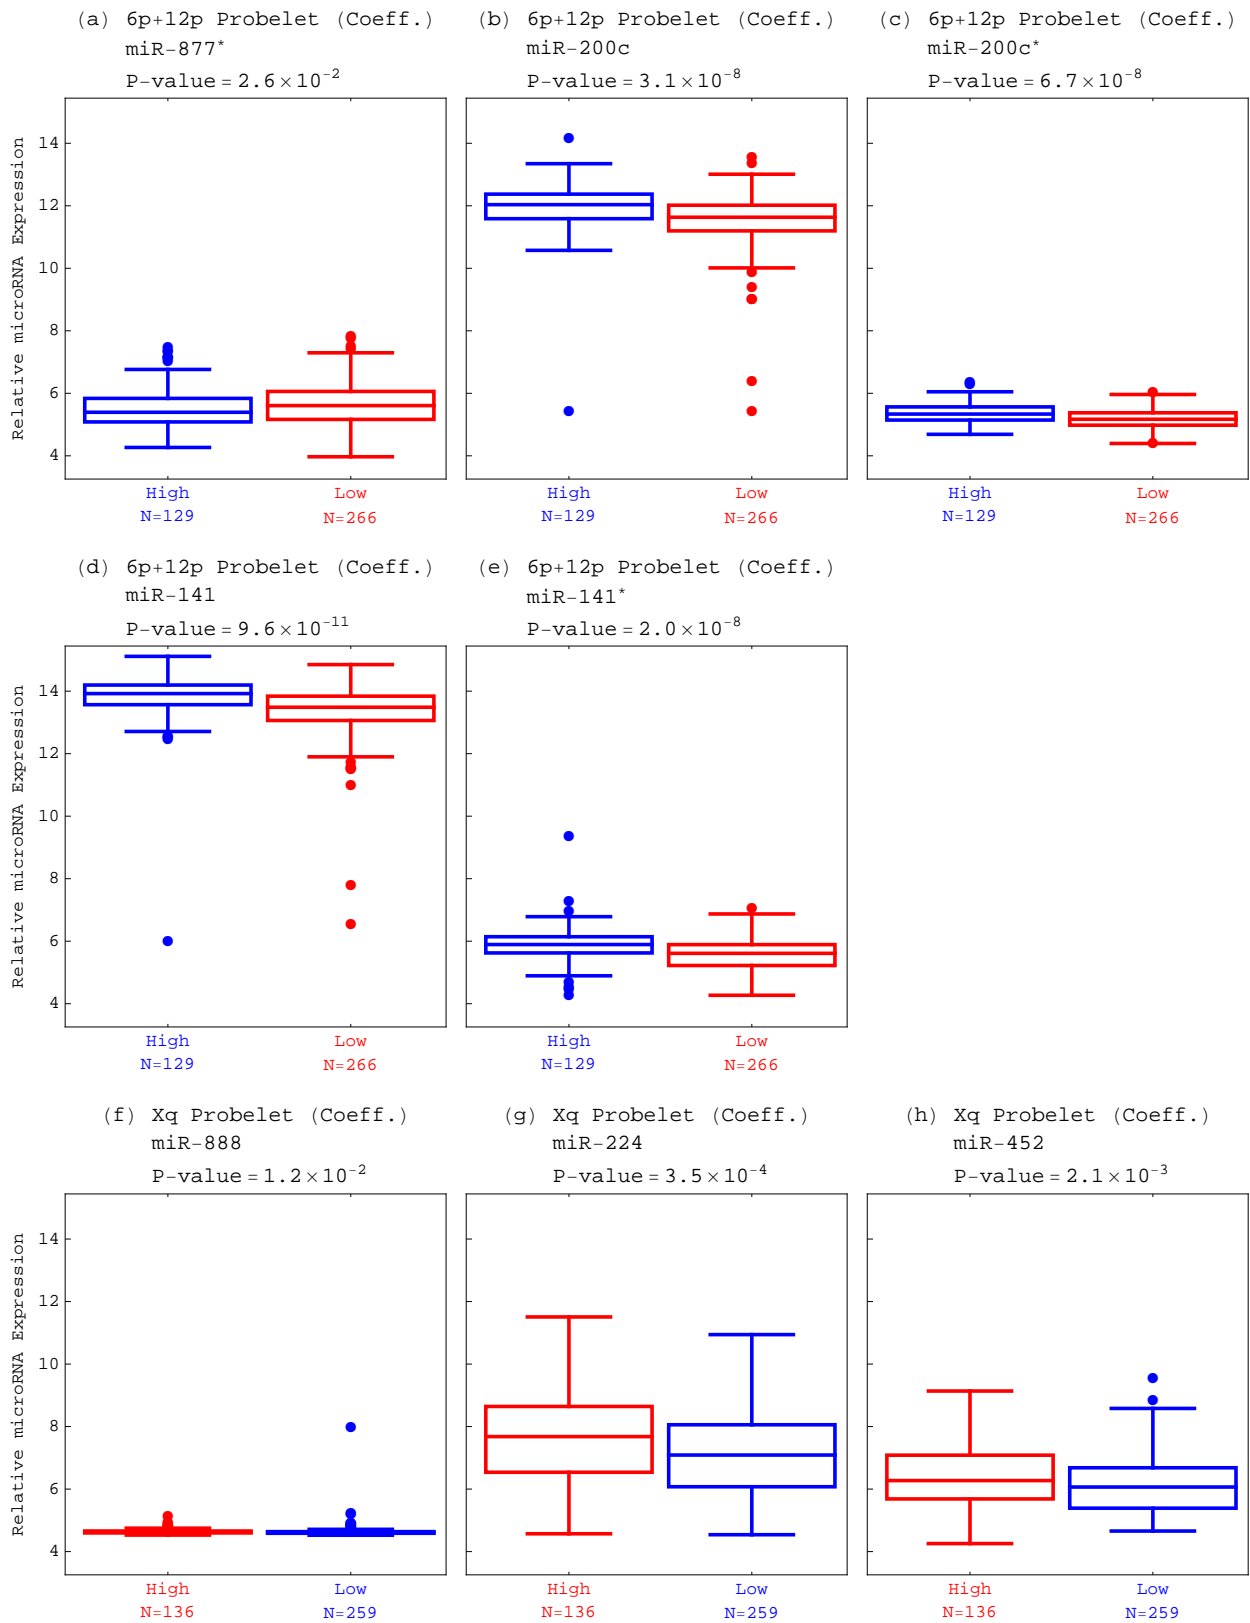 (a) 6p+12p Probelet (Coeff.)
miR-877*
P-value = 2.6×10⁻²
(b) 6p+12p Probelet (Coeff.)
miR-200c
P-value = 3.1×10⁻⁸
(c) 6p+12p Probelet (Coeff.)
miR-200c*
P-value = 6.7×10⁻⁸
Relative microRNA Expression
14
12
10
8
6
4
High
N=129
Low
N=266
High
N=129
Low
N=266
High
N=129
Low
N=266
(d) 6p+12p Probelet (Coeff.)
miR-141
P-value = 9.6×10⁻¹¹
(e) 6p+12p Probelet (Coeff.)
miR-141*
P-value = 2.0×10⁻⁸
Relative microRNA Expression
14
12
10
8
6
4
High
N=129
Low
N=266
High
N=129
Low
N=266
(f) Xq Probelet (Coeff.)
miR-888
P-value = 1.2×10⁻²
(g) Xq Probelet (Coeff.)
miR-224
P-value = 3.5×10⁻⁴
(h) Xq Probelet (Coeff.)
miR-452
P-value = 2.1×10⁻³
Relative microRNA Expression
14
12
10
8
6
4
High
N=136
Low
N=259
High
N=136
Low
N=259
High
N=136
Low
N=259